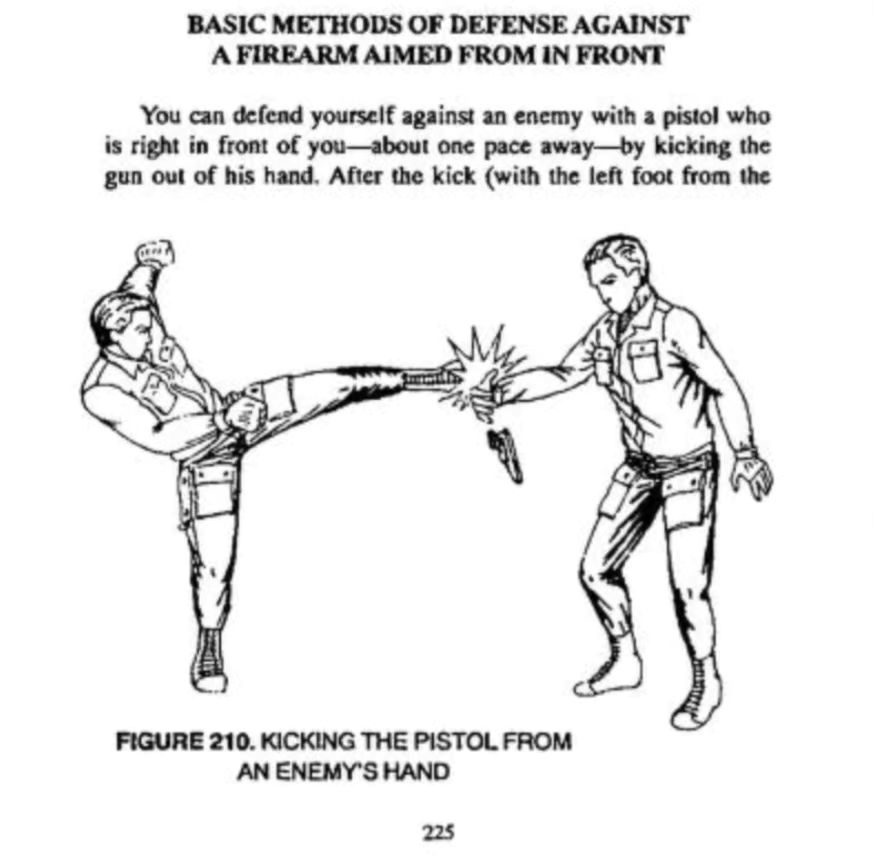 BASIC METHODS OF DEFENSE AGAINST
A FIREARM AIMED FROM IN FRONT
You can defend yourself against an enemy with a pistol who
is right in front of you—about one pace away—by kicking the
gun out of his hand. After the kick (with the left foot from the
FIGURE 210. KICKING THE PISTOL FROM
AN ENEMY'S HAND
225